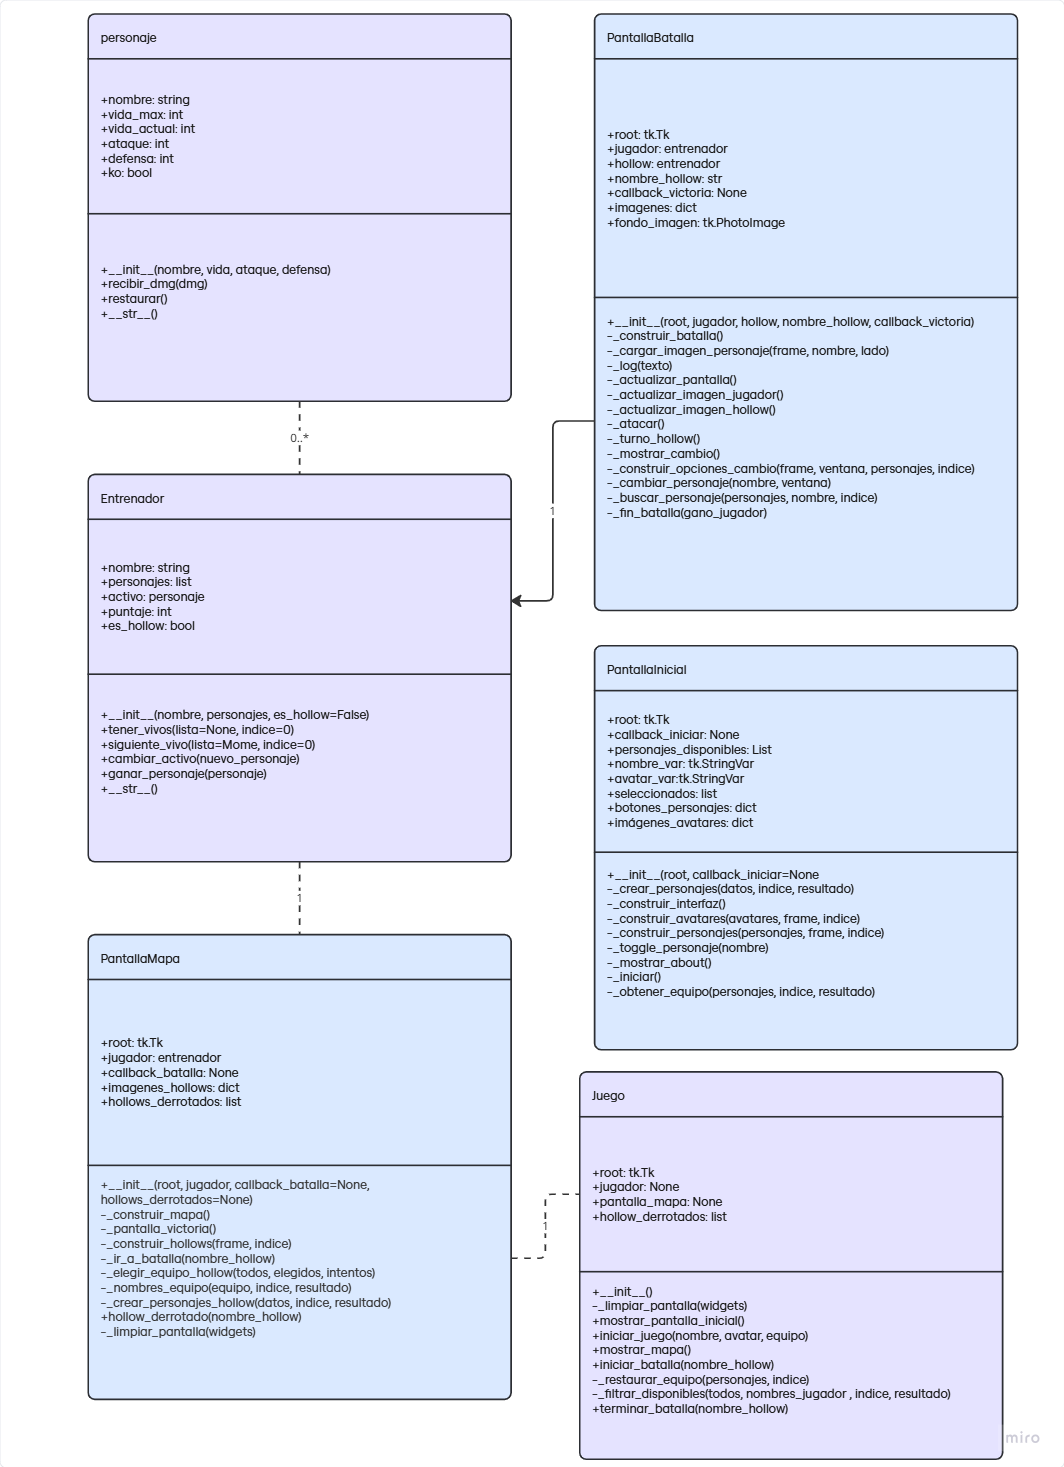 personaje
+nombre: string
+vida_max: int
+vida_actual: int
+ataque: int
+defensa: int
+ko: bool
+__init__(nombre, vida, ataque, defensa)
+recibir_dmg(dmg)
+restaurar()
+__str__()
0..*
Entrenador
+nombre: string
+personajes: list
+activo: personaje
+puntaje: int
+es_hollow: bool
+__init__(nombre, personajes, es_hollow=False)
+tener_vivos(lista=None, indice=0)
+siguiente_vivo(lista=Mome, indice=0)
+cambiar_activo(nuevo_personaje)
+ganar_personaje(personaje)
+__str__()
1
PantallaMapa
+root: tk.Tk
+jugador: entrenador
+callback_batalla: None
+imagenes_hollows: dict
+hollows_derrotados: list
+__init__(root, jugador, callback_batalla=None,
hollows_derrotados=None)
-_construir_mapa()
-_pantalla_victoria()
-_construir_hollows(frame, indice)
-_ir_a_batalla(nombre_hollow)
-_elegir_equipo_hollow(todos, elegidos, intentos)
-_nombres_equipo(equipo, indice, resultado)
-_crear_personajes_hollow(datos, indice, resultado)
+hollow_derrotado(nombre_hollow)
-_limpiar_pantalla(widgets)
PantallaBatalla
+root: tk.Tk
+jugador: entrenador
+hollow: entrenador
+nombre_hollow: str
+callback_victoria: None
+imagenes: dict
+fondo_imagen: tk.PhotoImage
+__init__(root, jugador, hollow, nombre_hollow, callback_victoria)
-_construir_batalla()
-_cargar_imagen_personaje(frame, nombre, lado)
-_log(texto)
-_actualizar_pantalla()
-_actualizar_imagen_jugador()
-_actualizar_imagen_hollow()
-_atacar()
-_turno_hollow()
-_mostrar_cambio()
-_construir_opciones_cambio(frame, ventana, personajes, indice)
-_cambiar_personaje(nombre, ventana)
-_buscar_personaje(personajes, nombre, indice)
-_fin_batalla(gano_jugador)
1
PantallaInicial
+root: tk.Tk
+callback_iniciar: None
+personajes_disponibles: List
+nombre_var: tk.StringVar
+avatar_var:tk.StringVar
+seleccionados: list
+botones_personajes: dict
+imágenes_avatares: dict
+__init__(root, callback_iniciar=None
-_crear_personajes(datos, indice, resultado)
-_construir_interfaz()
-_construir_avatares(avatares, frame, indice)
-_construir_personajes(personajes, frame, indice)
-_toggle_personaje(nombre)
-_mostrar_about()
-_iniciar()
-_obtener_equipo(personajes, indice, resultado)
Juego
+root: tk.Tk
+jugador: None
+pantalla_mapa: None
+hollow_derrotados: list
1
+__init__()
-_limpiar_pantalla(widgets)
+mostrar_pantalla_inicial()
+iniciar_juego(nombre, avatar, equipo)
+mostrar_mapa()
+iniciar_batalla(nombre_hollow)
-_restaurar_equipo(personajes, indice)
-_filtrar_disponibles(todos, nombres_jugador , indice, resultado)
+terminar_batalla(nombre_hollow)
miro